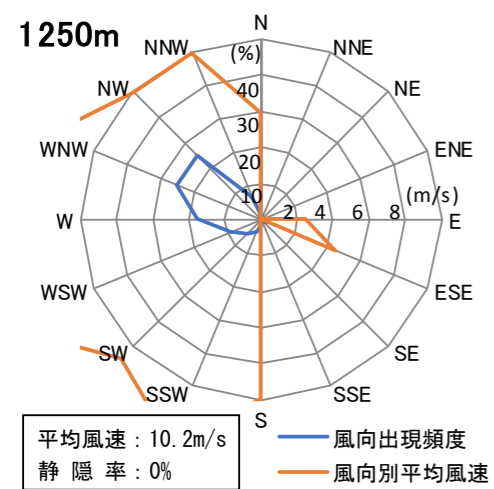 1250m
N
NNW
(%)
NNE
NW
40
NE
30
WNW
20
ENE
10
(m/s)
W
2 4 6 8
E
WSW
ESE
SW
SE
SSW
SSE
S
平均風速：10.2m/s
静 隠 率：0%
風向出現頻度
風向別平均風速